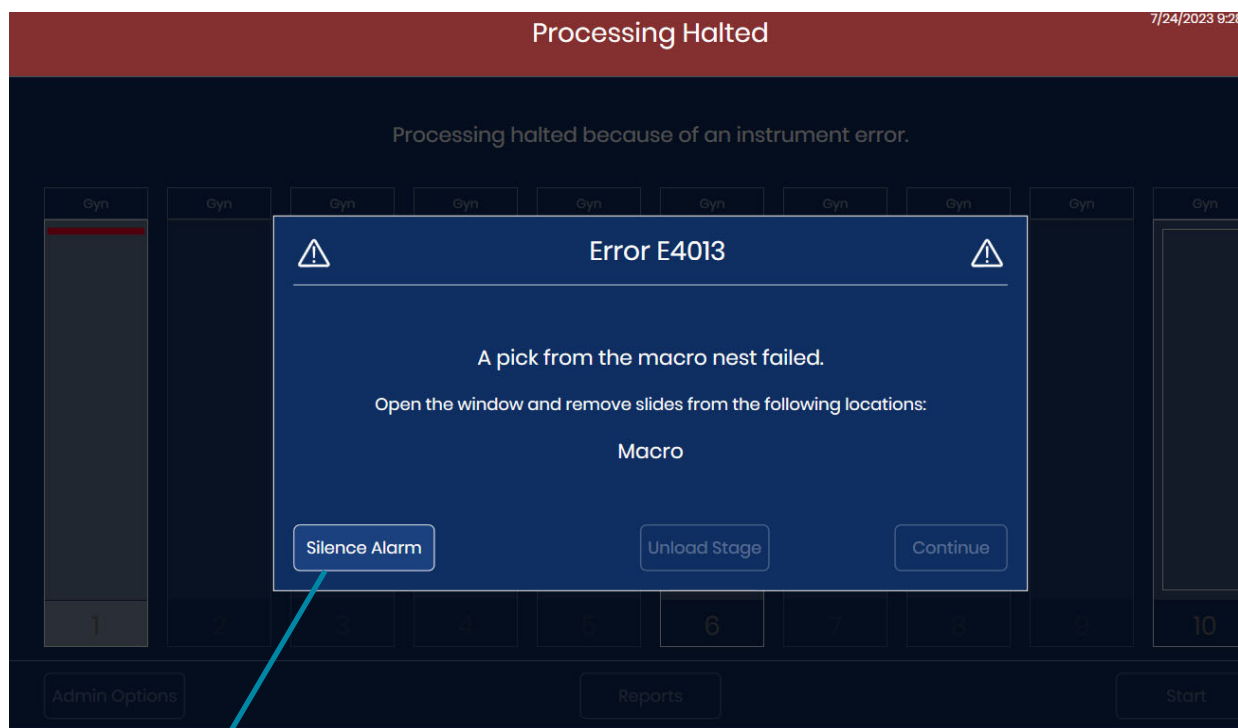 Processing Halted
7/24/2023 9:28
Processing halted because of an instrument error.
Gyn Gyn Gyn Gyn Gyn Gyn Gyn Gyn Gyn Gyn
Error E4013
A pick from the macro nest failed.
Open the window and remove slides from the following locations:
Macro
Silence Alarm Unload Stage Continue
1 2 3 4 5 6 7 8 9 10
Admin Options Reports Start